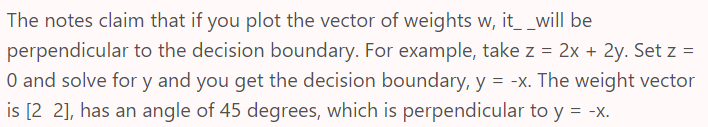 The notes claim that if you plot the vector of weights w, it_ _will be
perpendicular to the decision boundary. For example, take z = 2x + 2y. Set z =
0 and solve for y and you get the decision boundary, y = -x. The weight vector
is [2 2], has an angle of 45 degrees, which is perpendicular to y = -x.